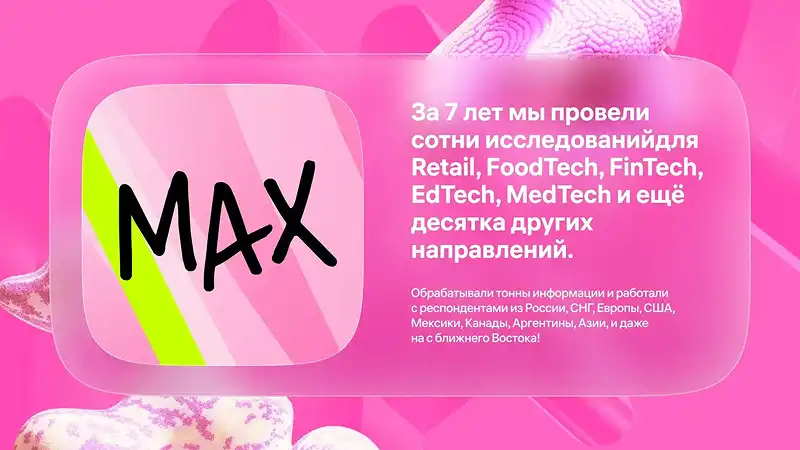 MAX
За 7 лет мы провели
сотни исследованийдля
Retail, FoodTech, FinTech,
EdTech, MedTech и ещё
десятка других
направлений.
Обрабатывали тонны информации и работали
с респондентами из России, СНГ, Европы, США,
Мексики, Канады, Аргентины, Азии, и даже
на с ближнего Востока!